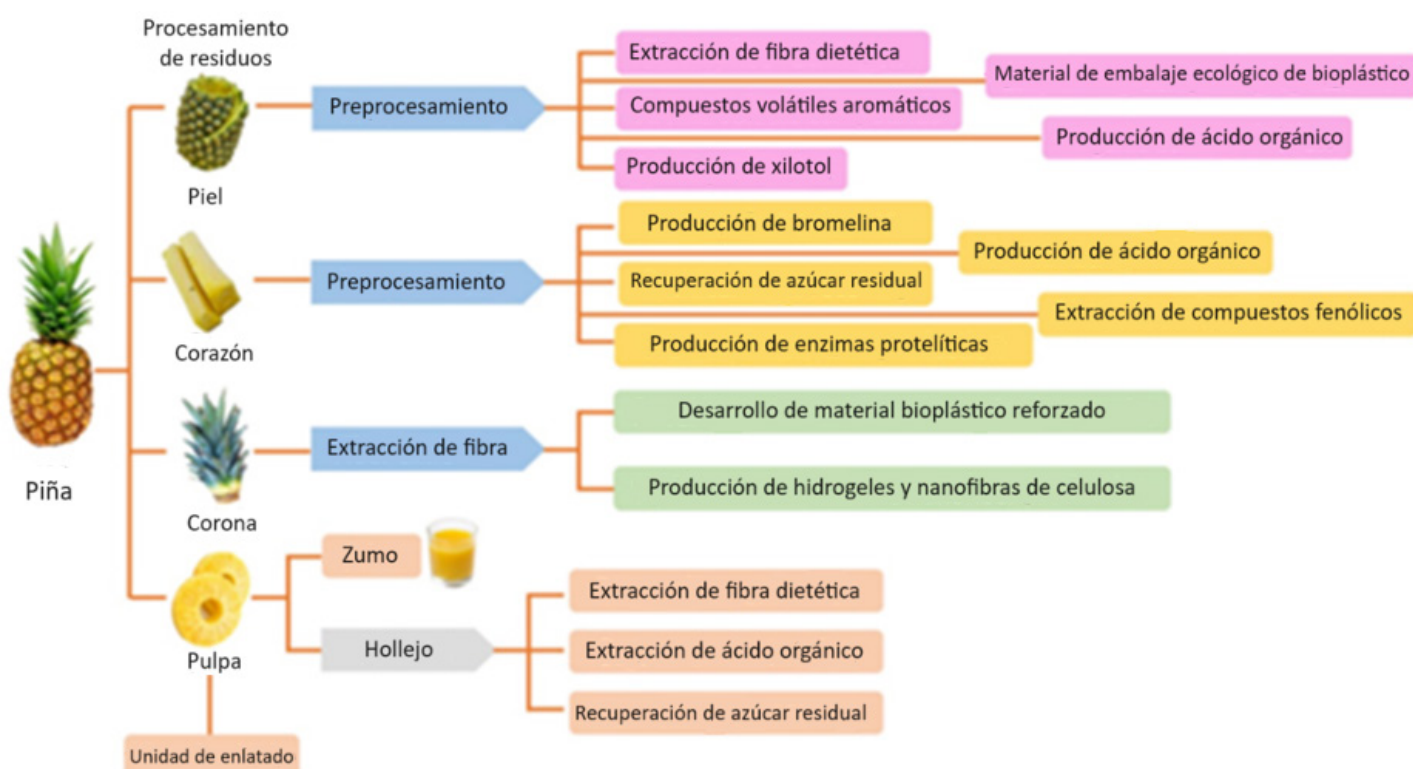 Procesamiento
de residuos
Piel
Preprocesamiento
Extracción de fibra dietética
Material de embalaje ecológico de bioplástico
Compuestos volátiles aromáticos
Producción de ácido orgánico
Producción de xilotol
Corazón
Preprocesamiento
Producción de bromelina
Producción de ácido orgánico
Recuperación de azúcar residual
Extracción de compuestos fenólicos
Producción de enzimas protelíticas
Piña
Corona
Extracción de fibra
Desarrollo de material bioplástico reforzado
Producción de hidrogeles y nanofibras de celulosa
Pulpa
Zumo
Hollejo
Extracción de fibra dietética
Extracción de ácido orgánico
Recuperación de azúcar residual
Unidad de enlatado